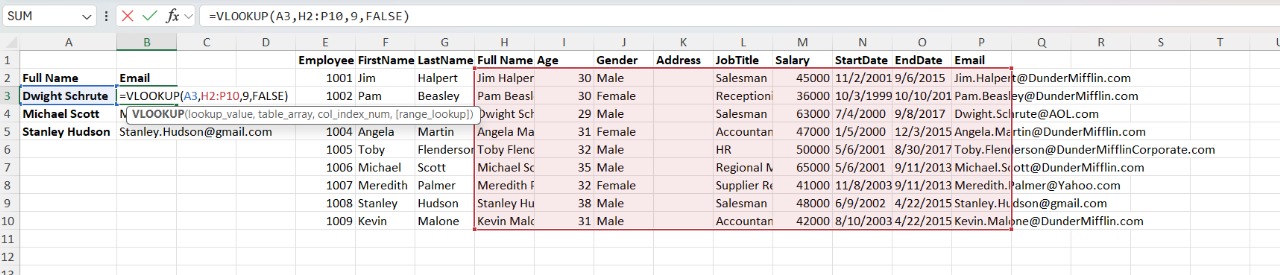 SUM fx =VLOOKUP(A3,H2:P10,9,FALSE)
A B C D E F G H I J K L M N O P Q R S T
1 Employee FirstName LastName Full Name Age Gender Address JobTitle Salary StartDate EndDate Email
2 Full Name Email 1001 Jim Halpert Jim Halper 30 Male Salesman 45000 11/2/2001 9/6/2015 Jim.Halpert@DunderMifflin.com
3 Dwight Schrute =VLOOKUP(A3,H2:P10,9,FALSE) 1002 Pam Beasley Pam Beasl 30 Female Receptioni 36000 10/3/1999 10/10/201 Pam.Beasley@DunderMifflin.com
VLOOKUP(lookup_value, table_array, col_index_num, [range_lookup])
4 Michael Scott M Dwight Sch 29 Male Salesman 63000 7/4/2000 9/8/2017 Dwight.Schrute@AOL.com
5 Stanley Hudson Stanley.Hudson@gmail.com 1004 Angela Martin Angela Ma 31 Female Accountan 47000 1/5/2000 12/3/2015 Angela.Martin@DunderMifflin.com
6 1005 Toby Flenderson Toby Flenc 32 Male HR 50000 5/6/2001 8/30/2017 Toby.Flenderson@DunderMifflinCorporate.com
7 1006 Michael Scott Michael Sc 35 Male Regional M 65000 5/6/2001 9/11/2013 Michael.Scott@DunderMifflin.com
8 1007 Meredith Palmer Meredith P 32 Female Supplier Re 41000 11/8/2003 9/11/2013 Meredith.Palmer@Yahoo.com
9 1008 Stanley Hudson Stanley Hu 38 Male Salesman 48000 6/9/2002 4/22/2015 Stanley.Hudson@gmail.com
10 1009 Kevin Malone Kevin Malo 31 Male Accountan 42000 8/10/2003 4/22/2015 Kevin.Malone@DunderMifflin.com
11
12